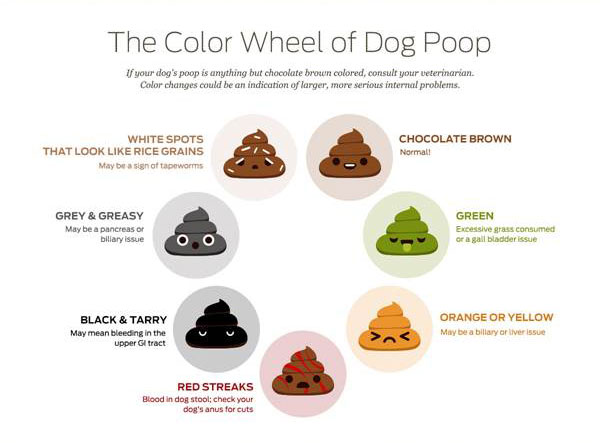 The Color Wheel of Dog Poop
If your dog's poop is anything but chocolate brown colored, consult your veterinarian.
Color changes could be an indication of larger, more serious internal problems.
WHITE SPOTS
THAT LOOK LIKE RICE GRAINS
May be a sign of tapeworms
CHOCOLATE BROWN
Normal!
GREY & GREASY
May be a pancreas or
biliary issue
GREEN
Excessive grass consumed
or a gall bladder issue
BLACK & TARRY
May mean bleeding in the
upper GI tract
ORANGE OR YELLOW
May be a biliary or liver issue
RED STREAKS
Blood in dog stool; check your
dog's anus for cuts